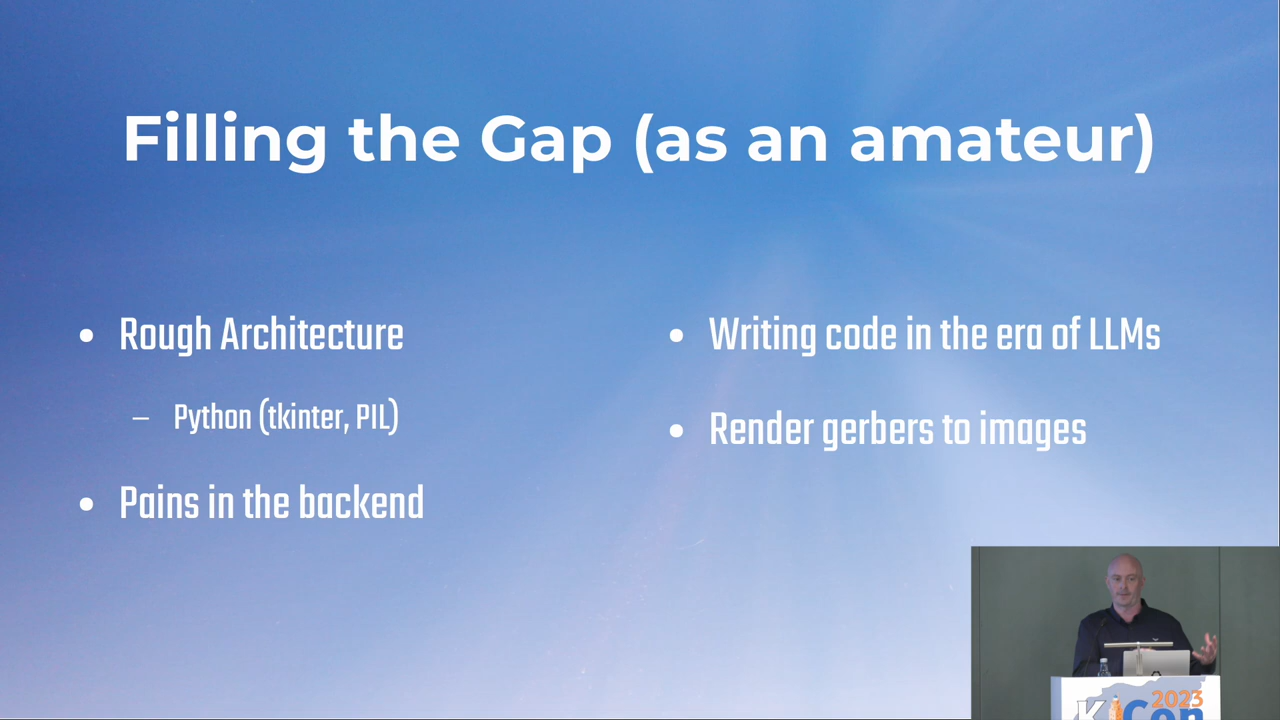 Filling the Gap (as an amateur)
• Rough Architecture
– Python (tkinter, PIL)
• Pains in the backend
• Writing code in the era of LLMs
• Render gerbers to images
2023
KiCon